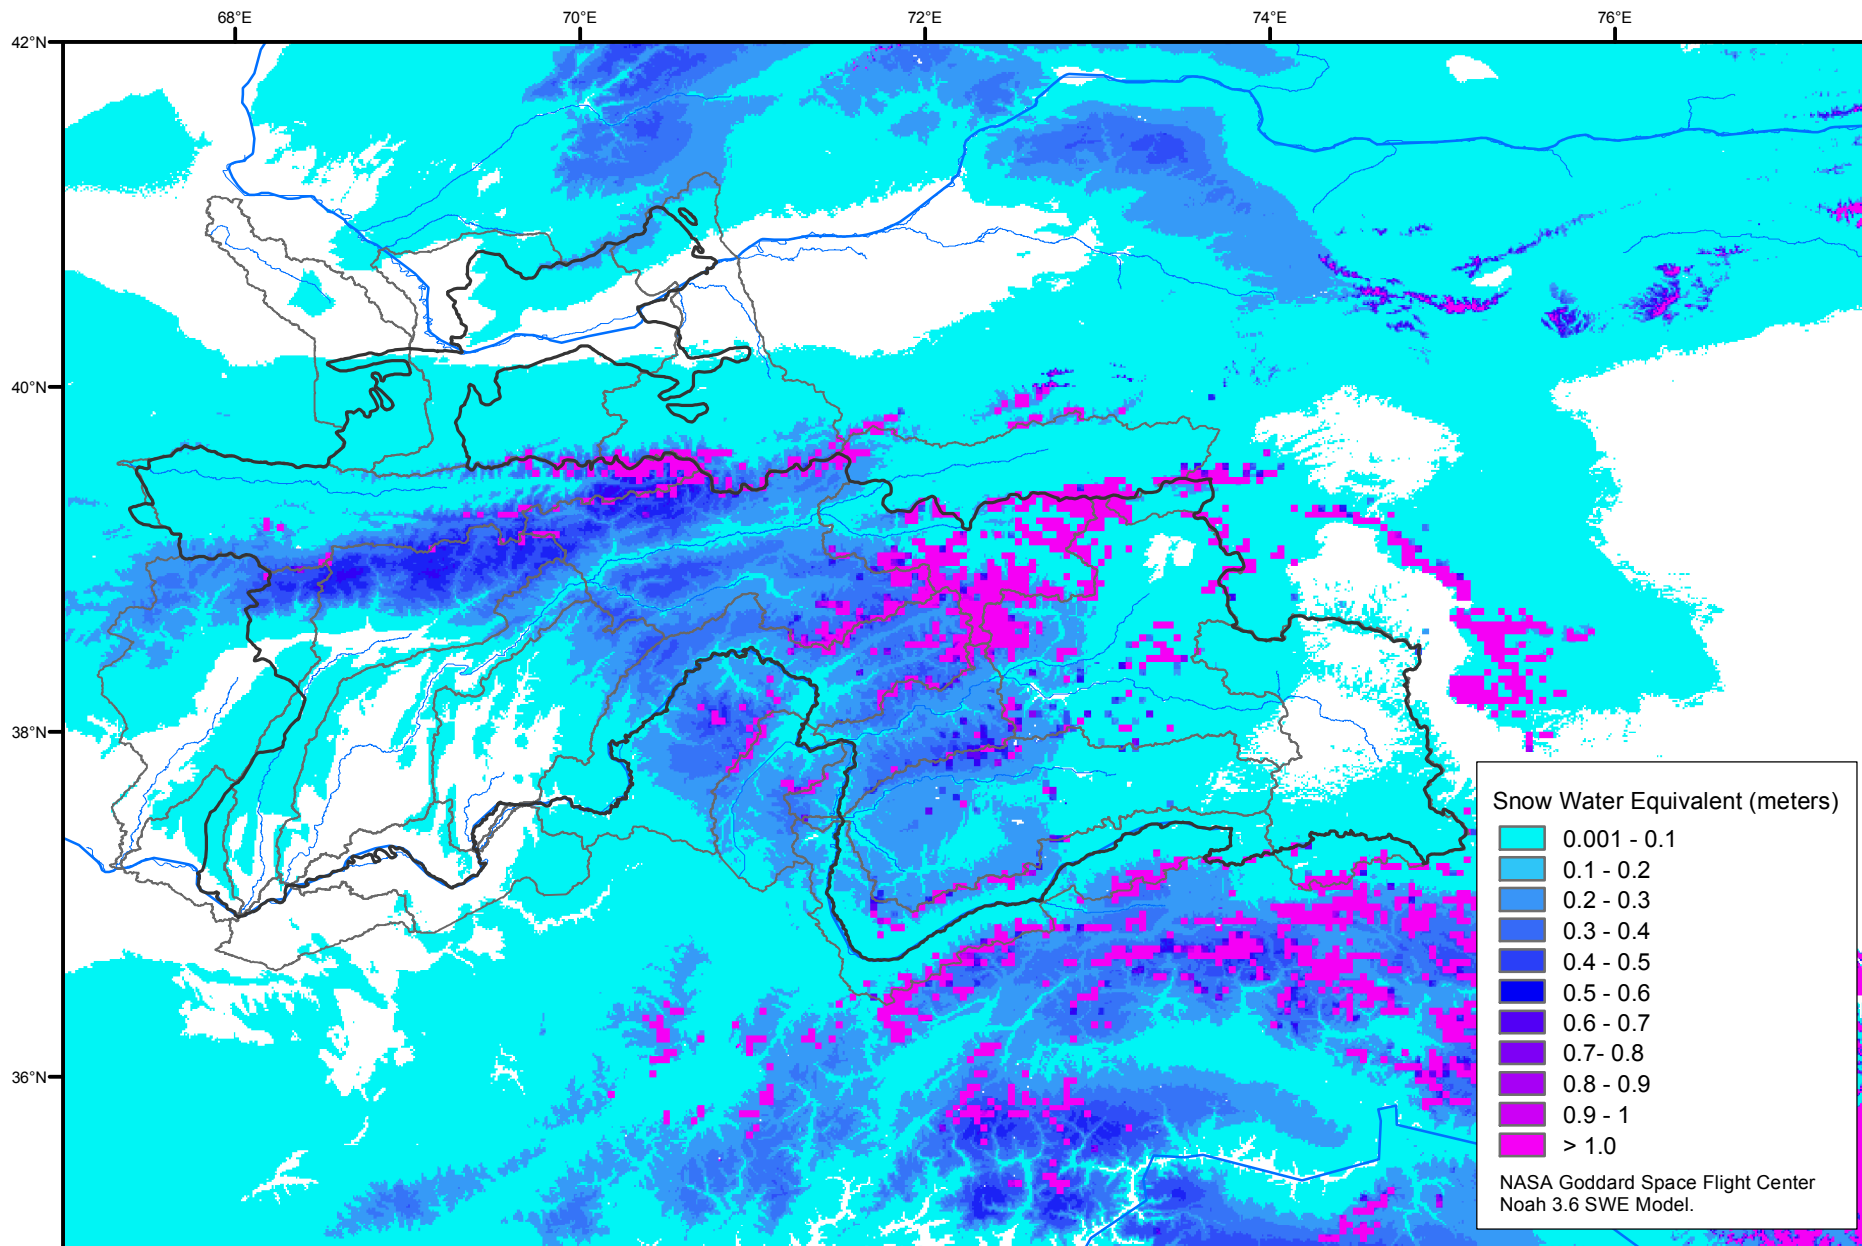 68°E 70°E 72°E 74°E 76°E
42°N
40°N
38°N
36°N
Snow Water Equivalent (meters)
0.001 - 0.1
0.1 - 0.2
0.2 - 0.3
0.3 - 0.4
0.4 - 0.5
0.5 - 0.6
0.6 - 0.7
0.7- 0.8
0.8 - 0.9
0.9 - 1
> 1.0
NASA Goddard Space Flight Center
Noah 3.6 SWE Model.